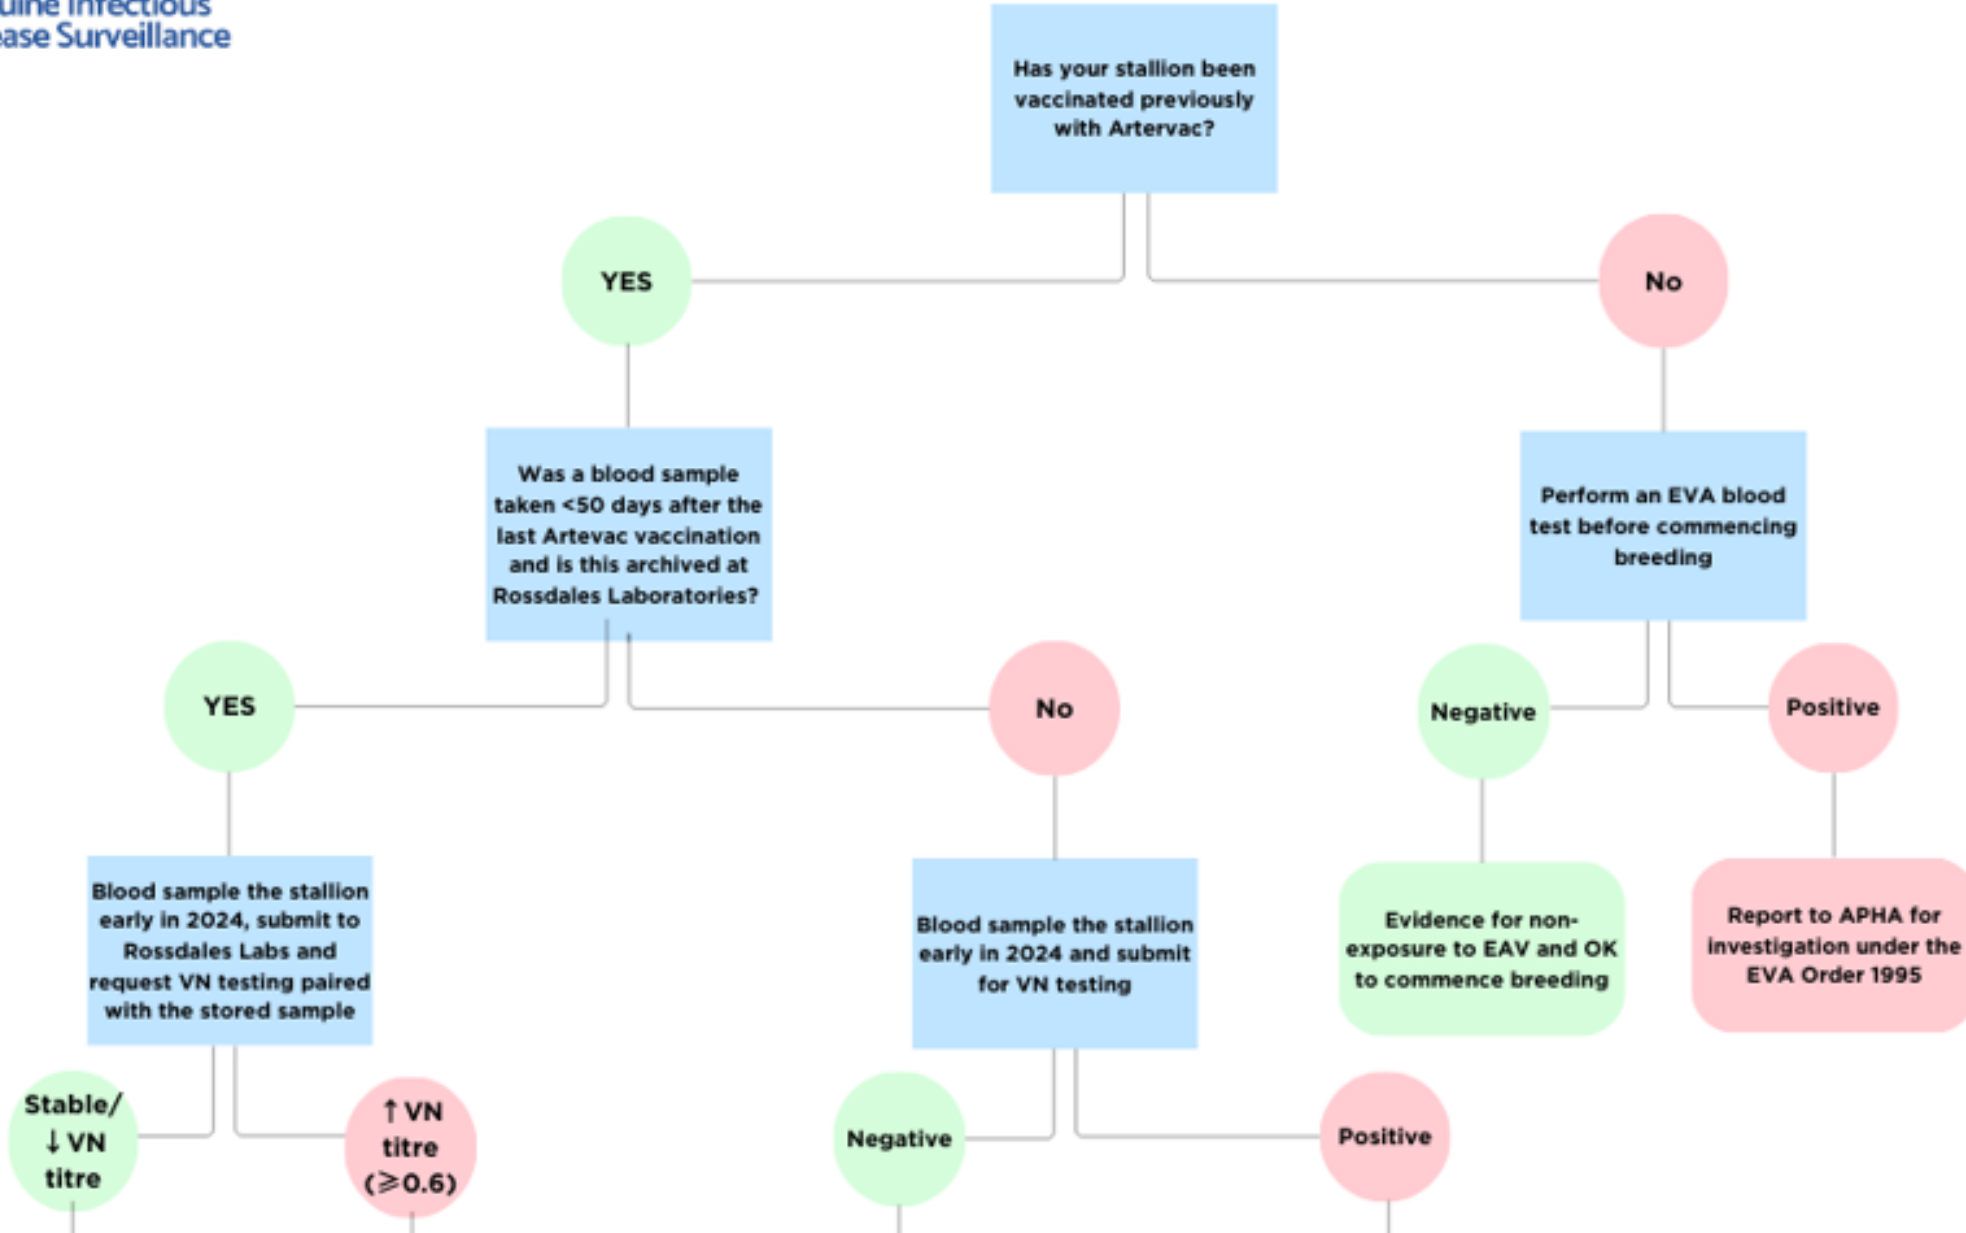 Infectious
Surveillance
Has your stallion been
vaccinated previously
with Artervac?
YES
No
Was a blood sample
taken <50 days after the
last Artevac vaccination
and is this archived at
Rossdales Laboratories?
Perform an EVA blood
test before commencing
breeding
YES
No
Negative
Positive
Blood sample the stallion
early in 2024, submit to
Rossdales Labs and
request VN testing paired
with the stored sample
Blood sample the stallion
early in 2024 and submit
for VN testing
Evidence for non-
exposure to EAV and OK
to commence breeding
Report to APHA for
investigation under the
EVA Order 1995
Stable/
↓ VN
titre
↑ VN
titre
(⩾0.6)
Negative
Positive